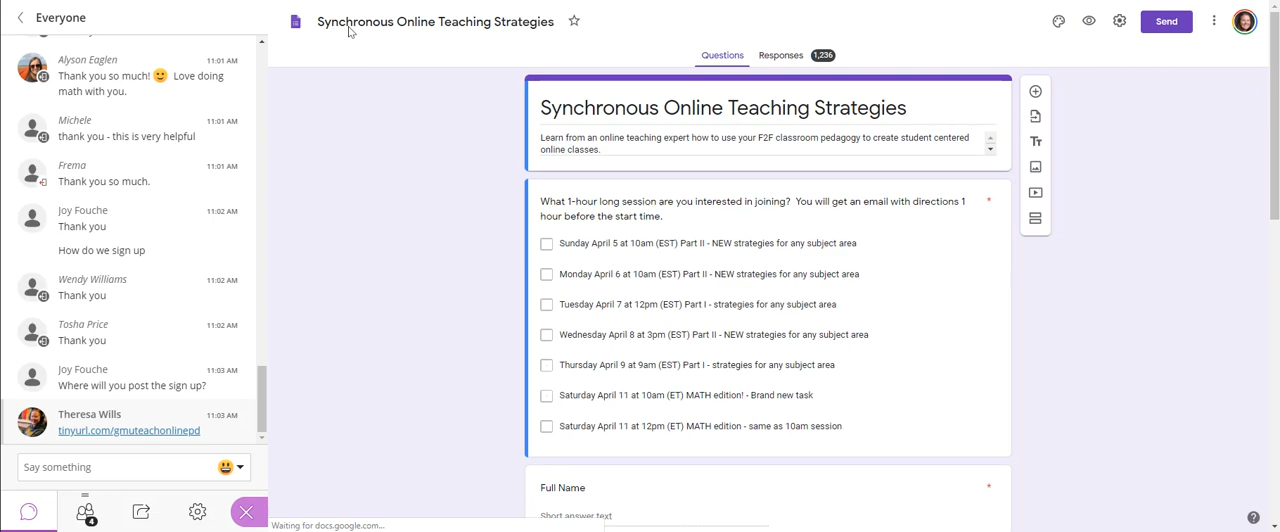 Everyone
Alyson Eaglen 11:01 AM
Thank you so much! Love doing
math with you.
Michele 11:01 AM
thank you - this is very helpful
Frema 11:01 AM
Thank you so much.
Joy Fouche 11:02 AM
Thank you
How do we sign up
Wendy Williams 11:02 AM
Thank you
Tosha Price 11:02 AM
Thank you
Joy Fouche 11:03 AM
Where will you post the sign up?
Theresa Wills 11:03 AM
tinyurl.com/gmuteachonlinepd
Say something
4
Synchronous Online Teaching Strategies
Send
Questions Responses 1,236
Synchronous Online Teaching Strategies
Learn from an online teaching expert how to use your F2F classroom pedagogy to create student centered
online classes.
What 1-hour long session are you interested in joining? You will get an email with directions 1 *
hour before the start time.
Sunday April 5 at 10am (EST) Part II - NEW strategies for any subject area
Monday April 6 at 10am (EST) Part II - NEW strategies for any subject area
Tuesday April 7 at 12pm (EST) Part I - strategies for any subject area
Wednesday April 8 at 3pm (EST) Part II - NEW strategies for any subject area
Thursday April 9 at 9am (EST) Part I - strategies for any subject area
Saturday April 11 at 10am (ET) MATH edition! - Brand new task
Saturday April 11 at 12pm (ET) MATH edition - same as 10am session
Full Name *
Short answer text
Tt
Waiting for docs.google.com...